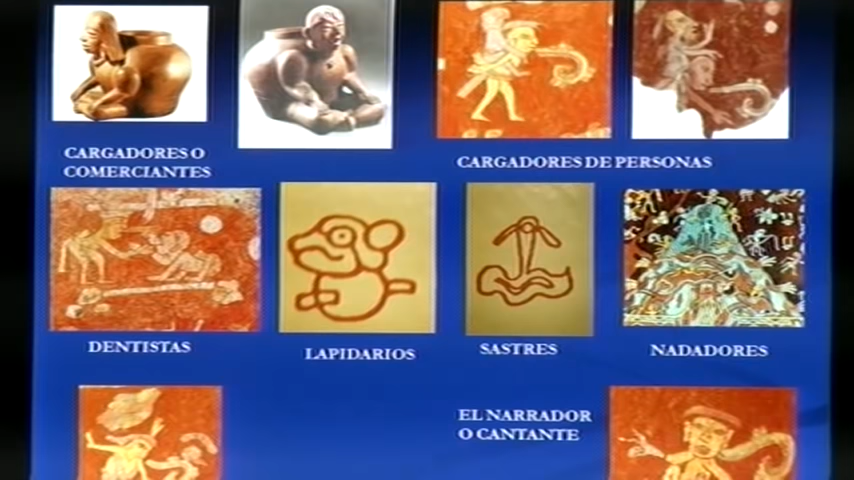 CARGADORES O
COMERCIANTES
CARGADORES DE PERSONAS
DENTISTAS
LAPIDARIOS
SASTRES
NADADORES
EL NARRADOR
O CANTANTE